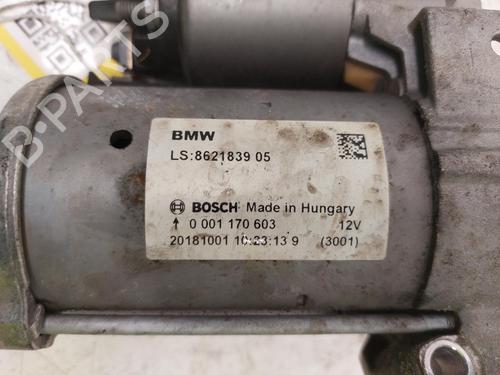 BMW
LS:8621839 05
BOSCH Made in Hungary
↑ 0 001 170 603 12V
20181001 10:23:13 9 (3001)